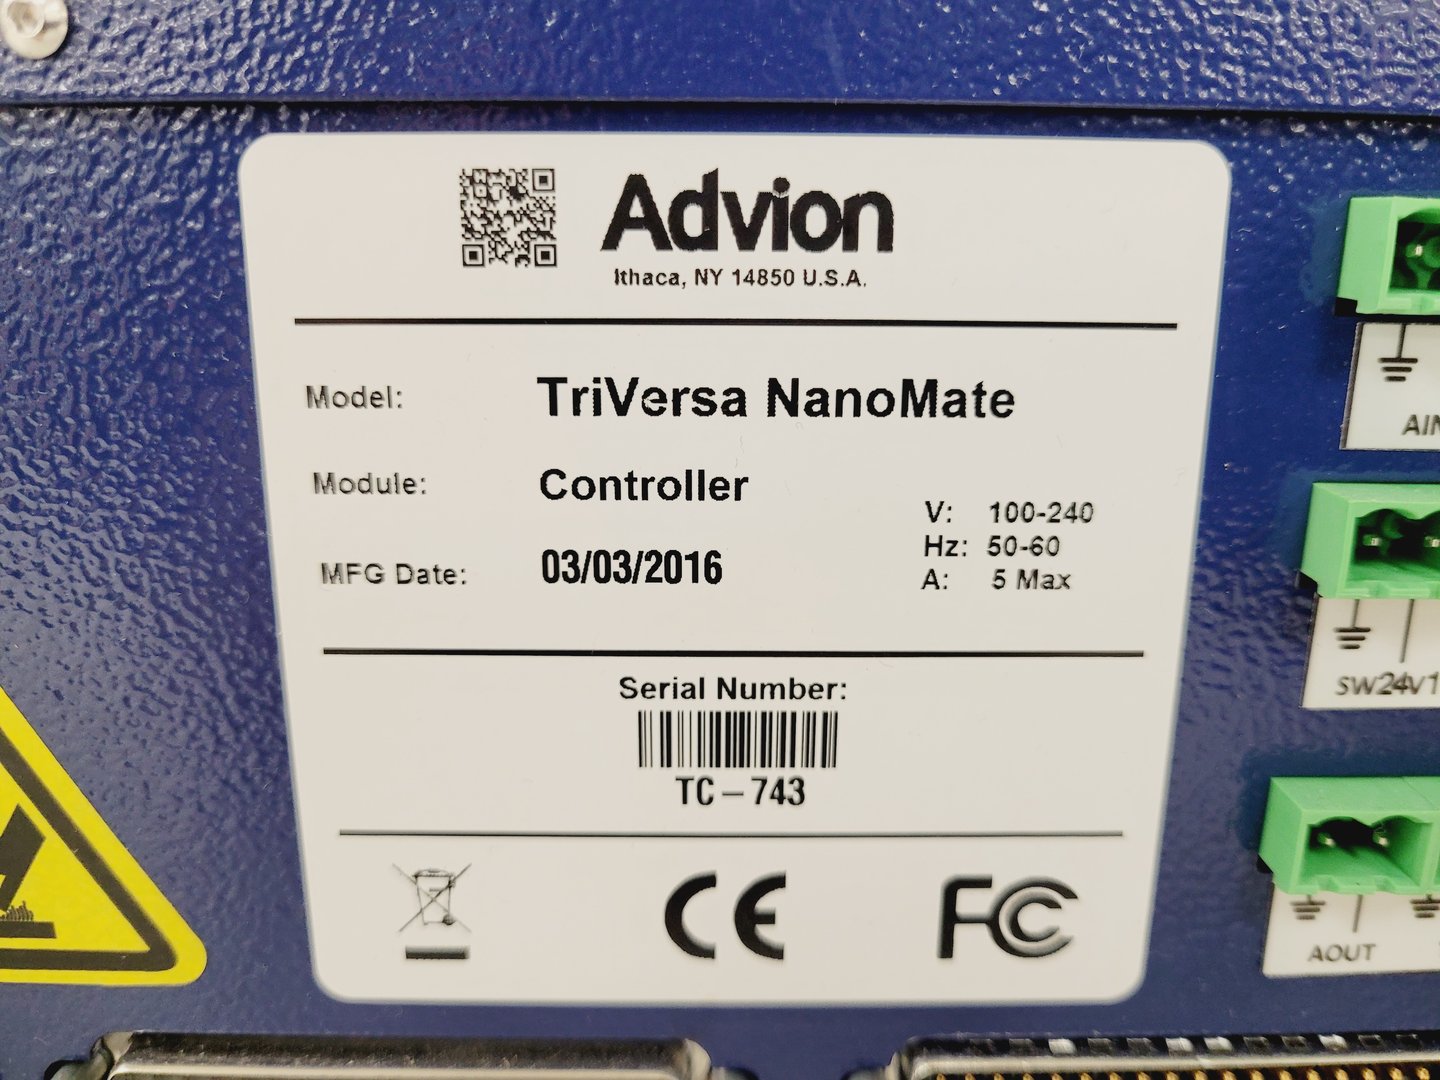 Advion
Ithaca, NY 14850 U.S.A.
Model: TriVersa NanoMate
Module: Controller
MFG Date: 03/03/2016
V: 100-240
Hz: 50-60
A: 5 Max
Serial Number:
TC – 743
CE
FC
SW24V1
AOUT